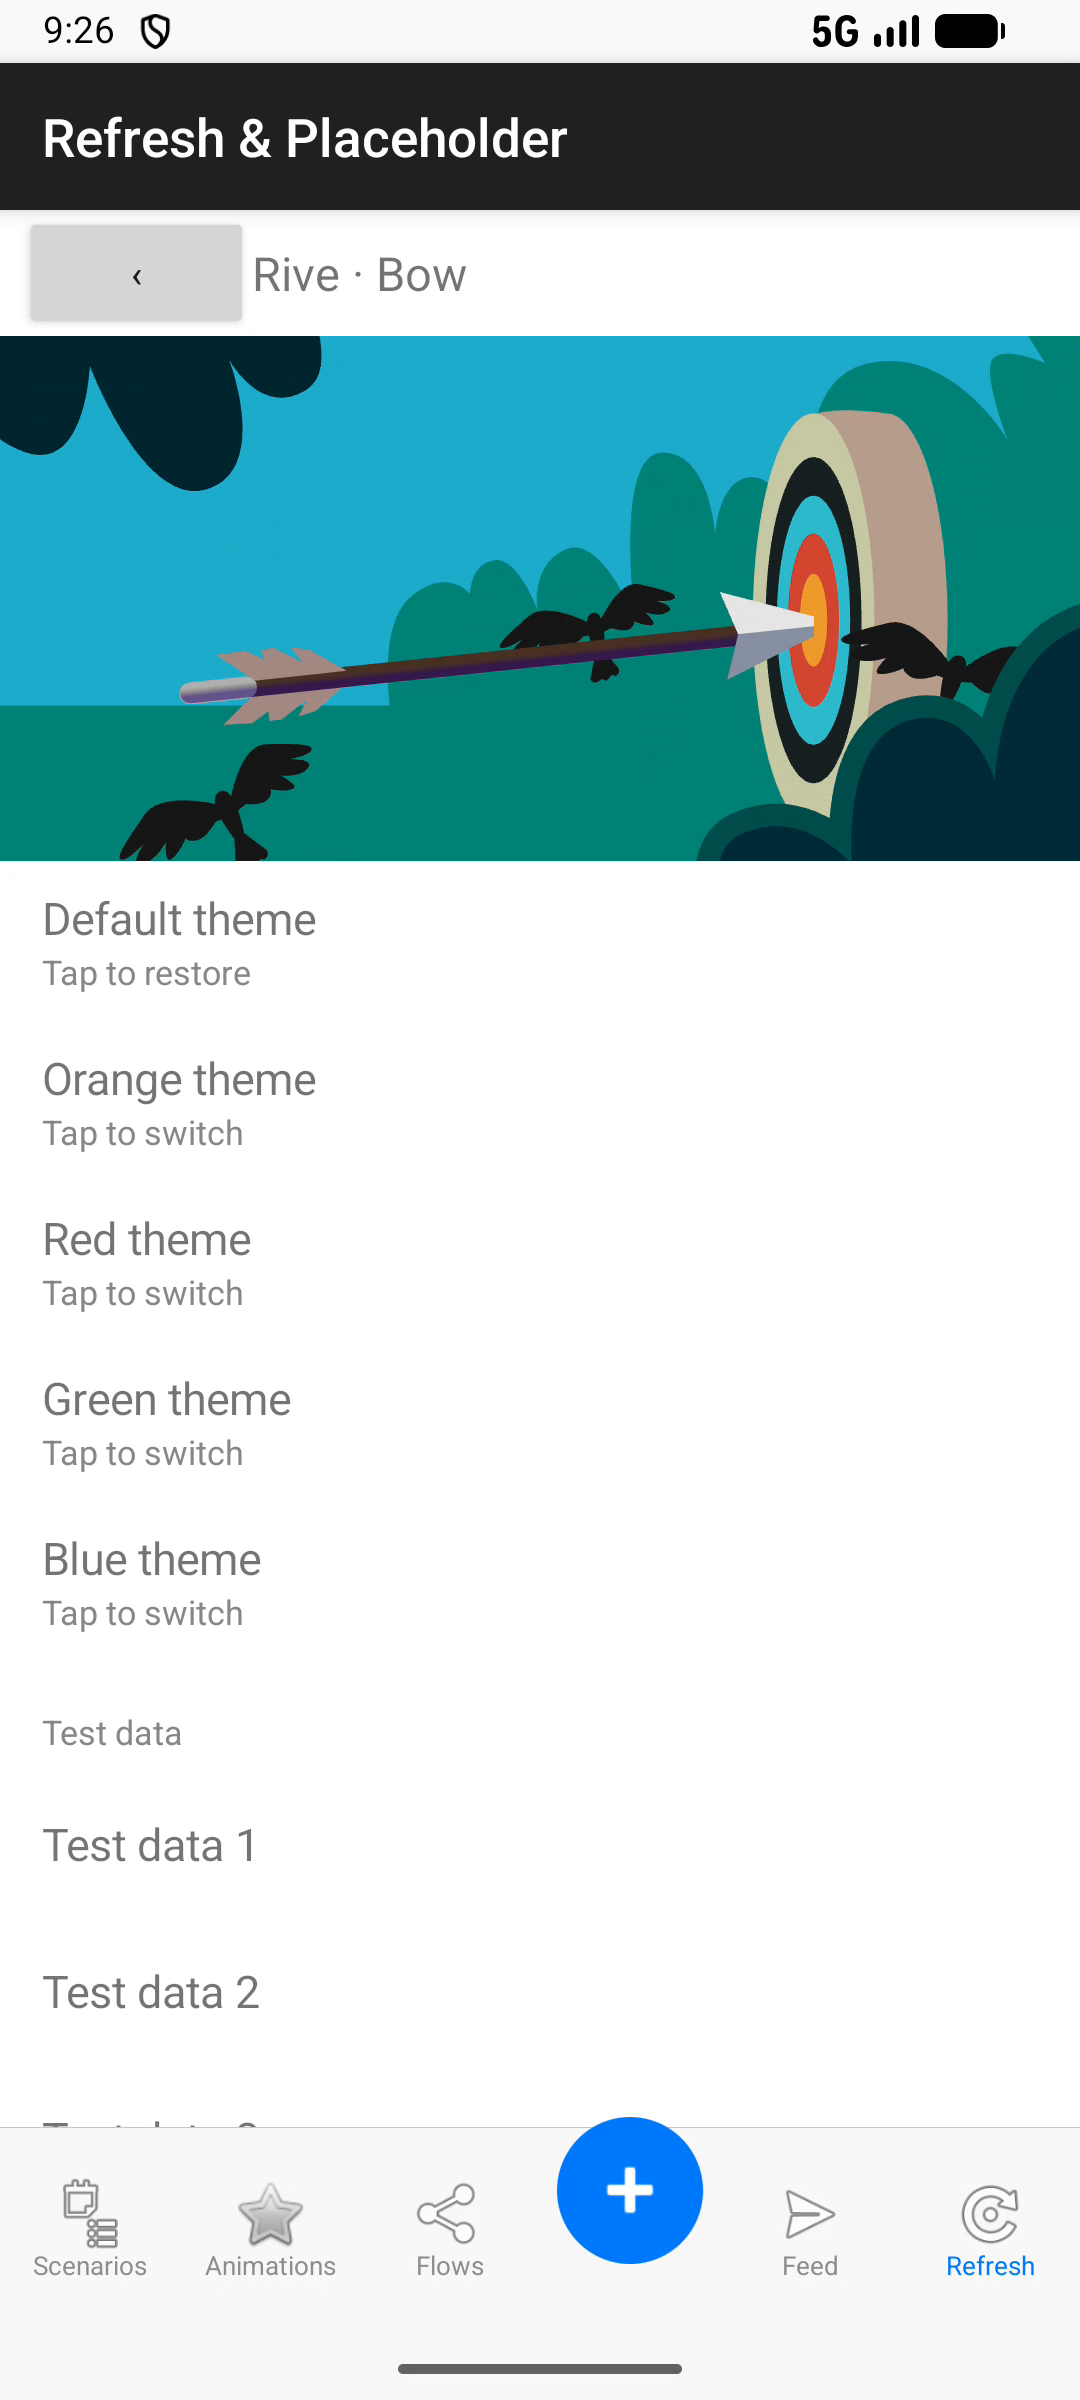 9:26
5G
Refresh & Placeholder
‹
Rive · Bow
Default theme
Tap to restore
Orange theme
Tap to switch
Red theme
Tap to switch
Green theme
Tap to switch
Blue theme
Tap to switch
Test data
Test data 1
Test data 2
Scenarios
Animations
Flows
Feed
Refresh